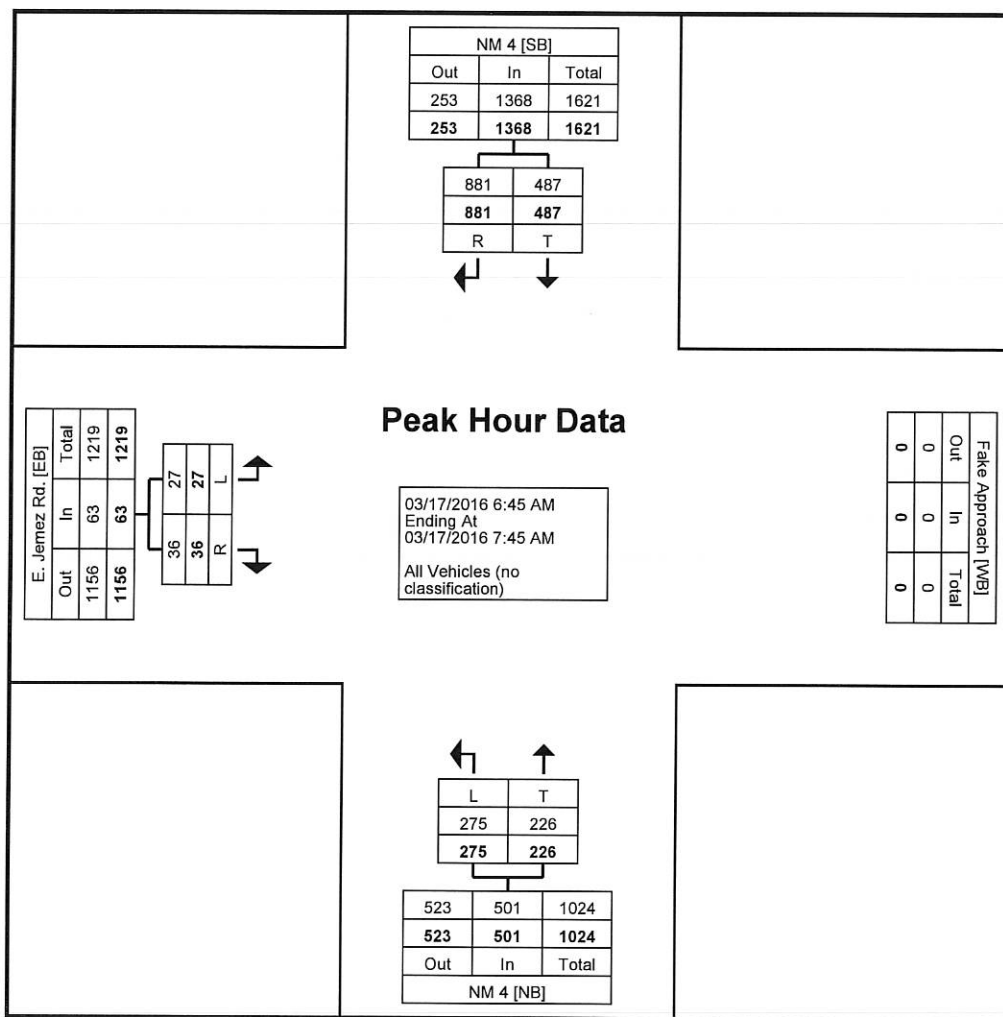 NM 4 [SB]
Out In Total
253 1368 1621
253 1368 1621
881 487
881 487
R T
Peak Hour Data
E. Jemez Rd. [EB]
Out In Total
1156 63 1219
1156 63 1219
36 27
36 27
R L
03/17/2016 6:45 AM
Ending At
03/17/2016 7:45 AM
All Vehicles (no
classification)
Fake Approach [WB]
Out In Total
0 0 0
0 0 0
L T
275 226
275 226
523 501 1024
523 501 1024
Out In Total
NM 4 [NB]